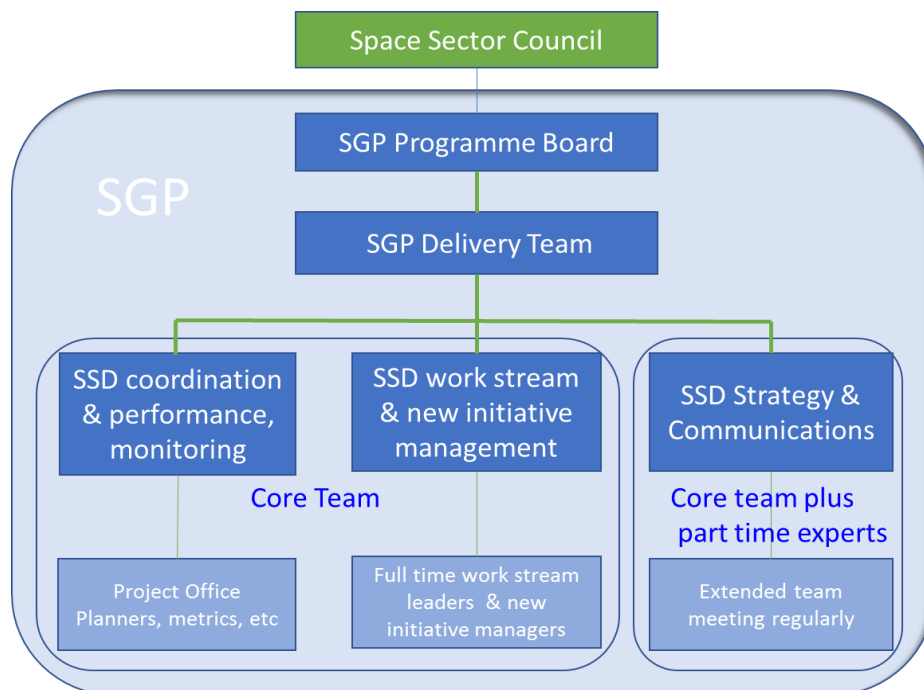 Space Sector Council
SGP Programme Board
SGP
SGP Delivery Team
SSD coordination
& performance,
monitoring
SSD work stream
& new initiative
management
SSD Strategy &
Communications
Core Team
Core team plus
part time experts
Project Office
Planners, metrics, etc
Full time work stream
leaders & new
initiative managers
Extended team
meeting regularly